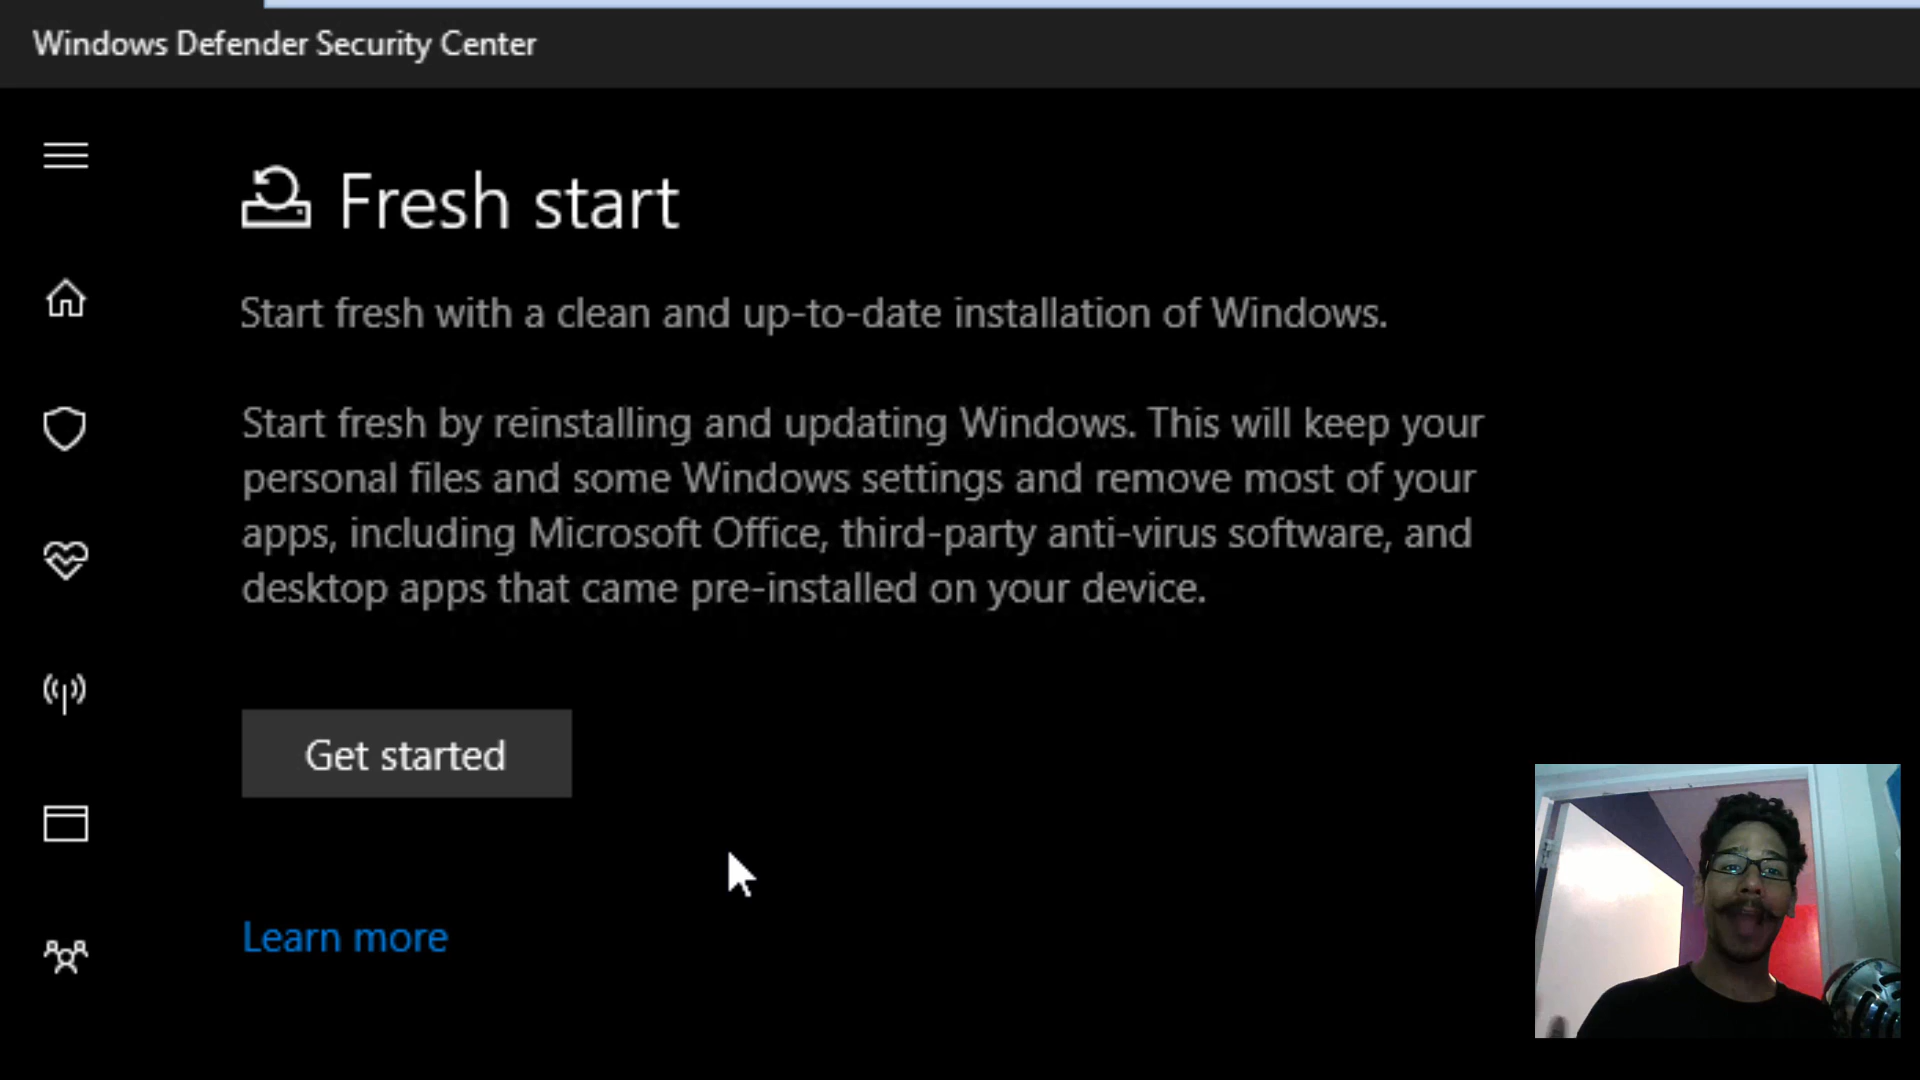 Windows Defender Security Center
Fresh start
Start fresh with a clean and up-to-date installation of Windows.
Start fresh by reinstalling and updating Windows. This will keep your
personal files and some Windows settings and remove most of your
apps, including Microsoft Office, third-party anti-virus software, and
desktop apps that came pre-installed on your device.
Get started
Learn more